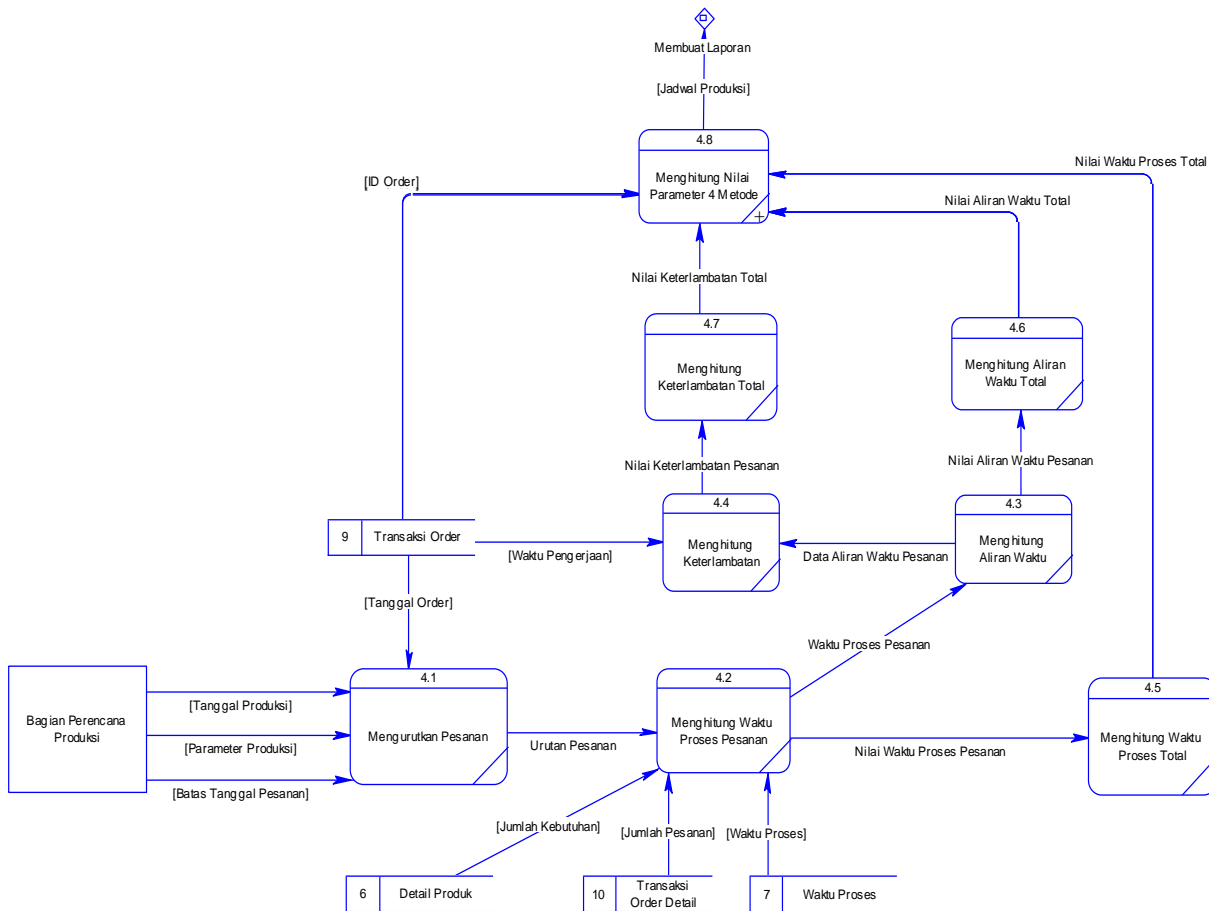 Membuat Laporan
[Jadwal Produksi]
4.8
Menghitung Nilai
Parameter 4 Metode
Nilai Waktu Proses Total
[ID Order]
Nilai Aliran Waktu Total
Nilai Keterlambatan Total
4.7
Menghitung
Keterlambatan Total
4.6
Menghitung Aliran
Waktu Total
Nilai Keterlambatan Pesanan
Nilai Aliran Waktu Pesanan
4.4
Menghitung
Keterlambatan
4.3
Menghitung
Aliran Waktu
9
Transaksi Order
[Waktu Pengerjaan]
Data Aliran Waktu Pesanan
[Tanggal Order]
Waktu Proses Pesanan
Bagian Perencana
Produksi
[Tanggal Produksi]
[Parameter Produksi]
[Batas Tanggal Pesanan]
4.1
Mengurutkan Pesanan
Urutan Pesanan
4.2
Menghitung Waktu
Proses Pesanan
Nilai Waktu Proses Pesanan
4.5
Menghitung Waktu
Proses Total
[Jumlah Kebutuhan]
[Jumlah Pesanan]
[Waktu Proses]
6
Detail Produk
10
Transaksi
Order Detail
7
Waktu Proses